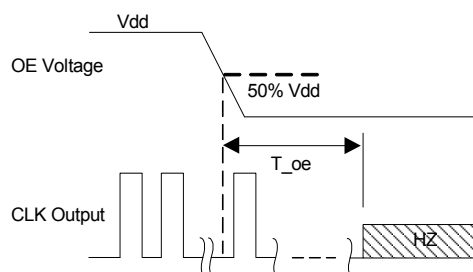 Vdd
OE Voltage
50% Vdd
T_oe
CLK Output
HZ